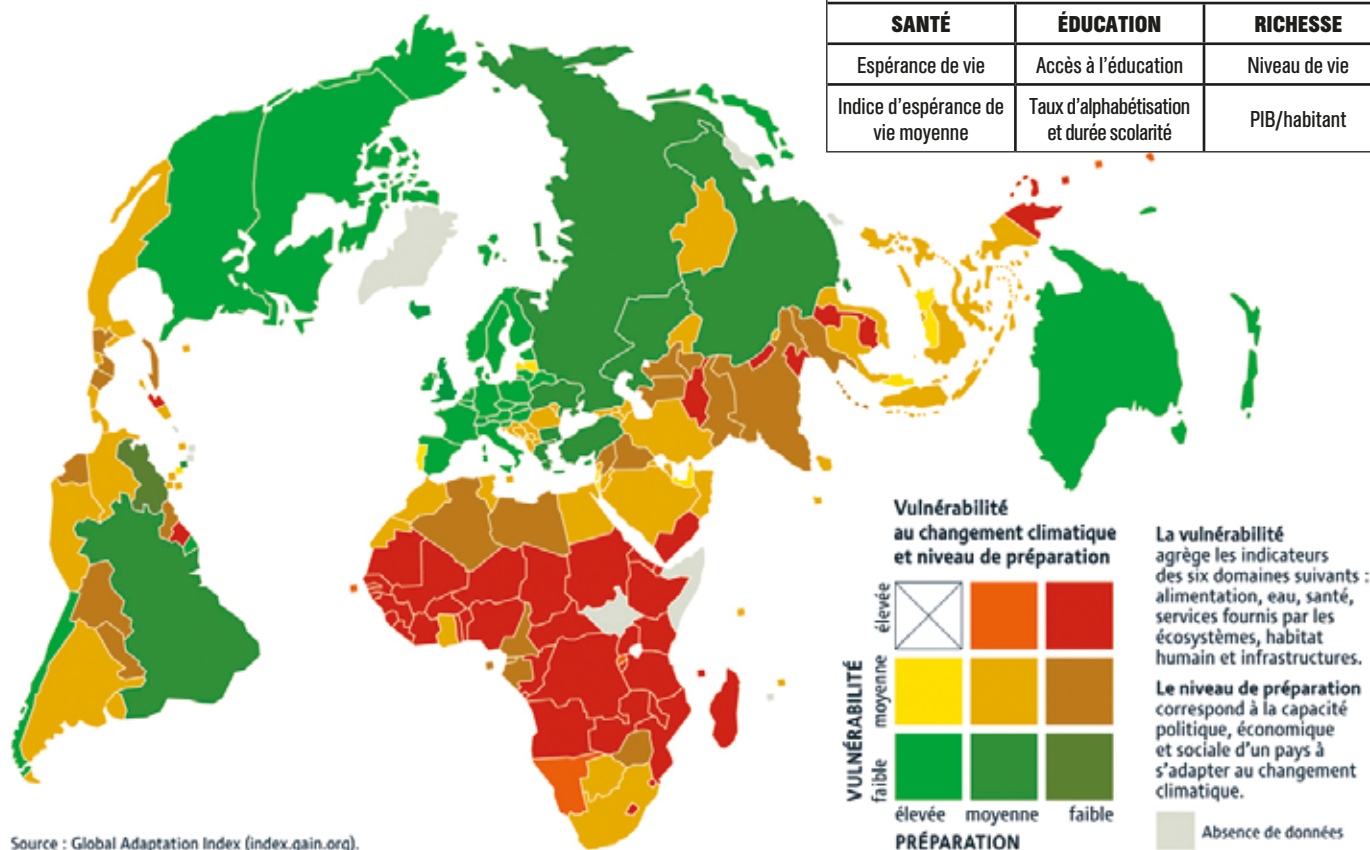 SANTÉ ÉDUCATION RICHESSE
Espérance de vie Accès à l'éducation Niveau de vie
Indice d'espérance de vie moyenne Taux d'alphabétisation et durée scolarité PIB/habitant
Vulnérabilité
au changement climatique
et niveau de préparation
VULNÉRABILITÉ
élevée
moyenne
faible
élevée moyenne faible
PRÉPARATION
La vulnérabilité
agrège les indicateurs
des six domaines suivants :
alimentation, eau, santé,
services fournis par les
écosystèmes, habitat
humain et infrastructures.
Le niveau de préparation
correspond à la capacité
politique, économique
et sociale d'un pays à
s'adapter au changement
climatique.
Absence de données
Source : Global Adaptation Index (index.gain.org).